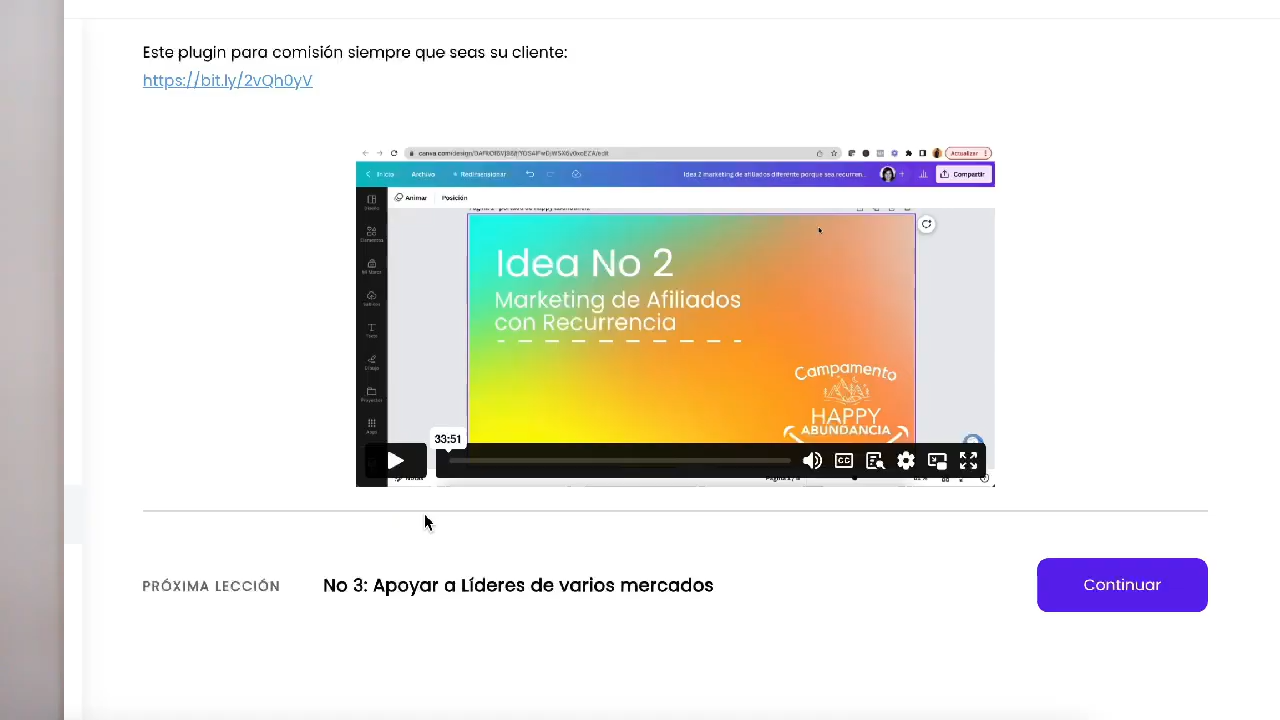 Este plugin para comisión siempre que seas su cliente:
https://bit.ly/2vQh0yV
Actualizar
Inicio
Archivo
Redimensionar
Idea 2 marketing de afiliados diferente porque sea recurren...
Compartir
Animar
Posición
Idea No 2
Marketing de Afiliados
con Recurrencia
Campamento
HAPPY
ABUNDANCIA
33:51
CC
PRÓXIMA LECCIÓN
No 3: Apoyar a Líderes de varios mercados
Continuar